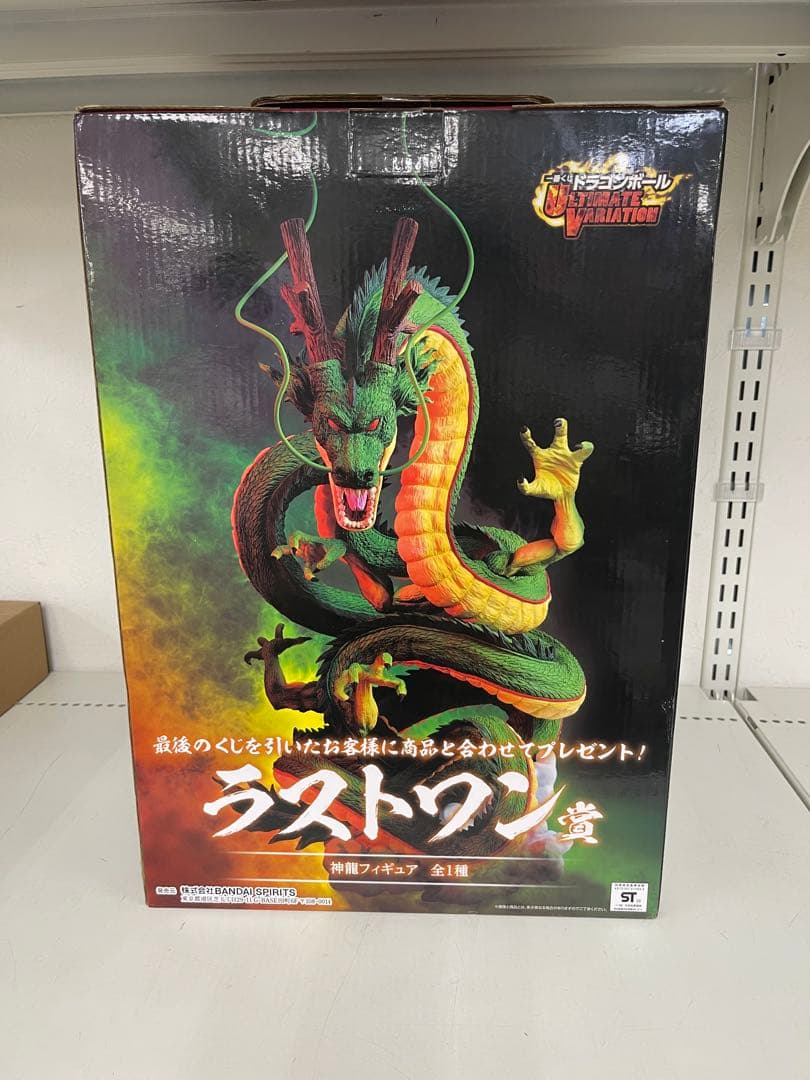 一番くじ ドラゴンボール
ULTIMATE
VARIATION
最後のくじを引いたお客様に商品と合わせてプレゼント!
ラストワン賞
神龍フィギュア 全1種
発売元 株式会社BANDAI SPIRITS
ST